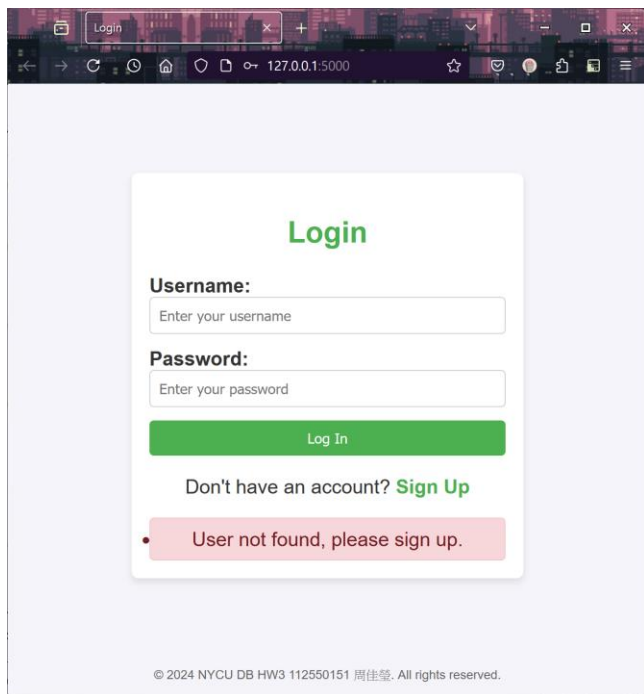 Login
127.0.0.1:5000
Login
Username:
Enter your username
Password:
Enter your password
Log In
Don't have an account? Sign Up
User not found, please sign up.
© 2024 NYCU DB HW3 112550151 周佳瑩. All rights reserved.